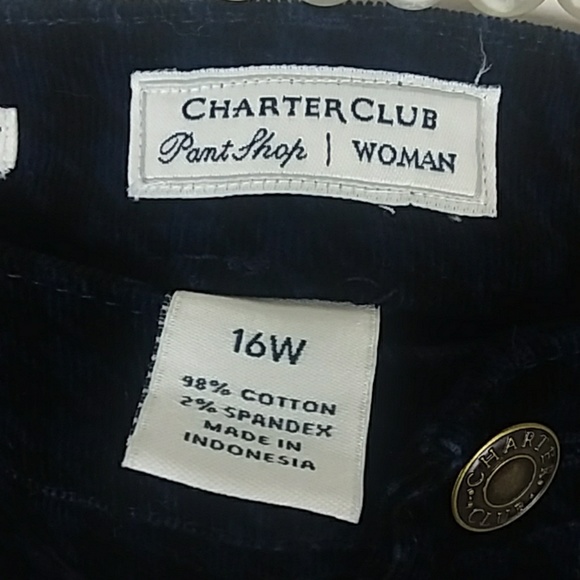 CHARTER CLUB
Pant Shop | WOMAN
16W
98% COTTON
2% SPANDEX
MADE IN
INDONESIA
CHARTER
CLUB